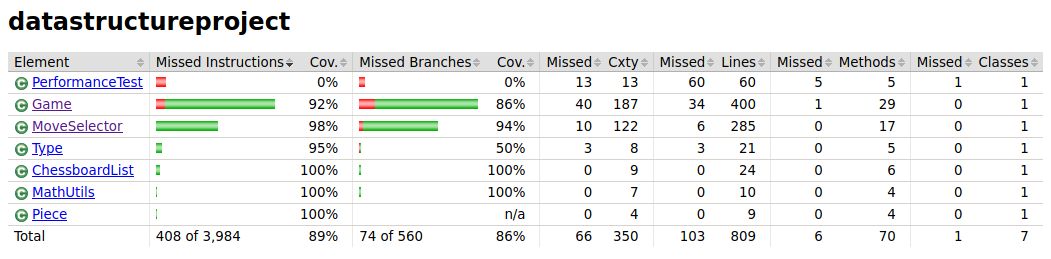 datastructureproject
Element Missed Instructions Cov. Missed Branches Cov. Missed Cxty Missed Lines Missed Methods Missed Classes
PerformanceTest 0% 0% 13 13 60 60 5 5 1 1
Game 92% 86% 40 187 34 400 1 29 0 1
MoveSelector 98% 94% 10 122 6 285 0 17 0 1
Type 95% 50% 3 8 3 21 0 5 0 1
ChessboardList 100% 100% 0 9 0 24 0 6 0 1
MathUtils 100% 100% 0 7 0 10 0 4 0 1
Piece 100% n/a 0 4 0 9 0 4 0 1
Total 408 of 3,984 89% 74 of 560 86% 66 350 103 809 6 70 1 7